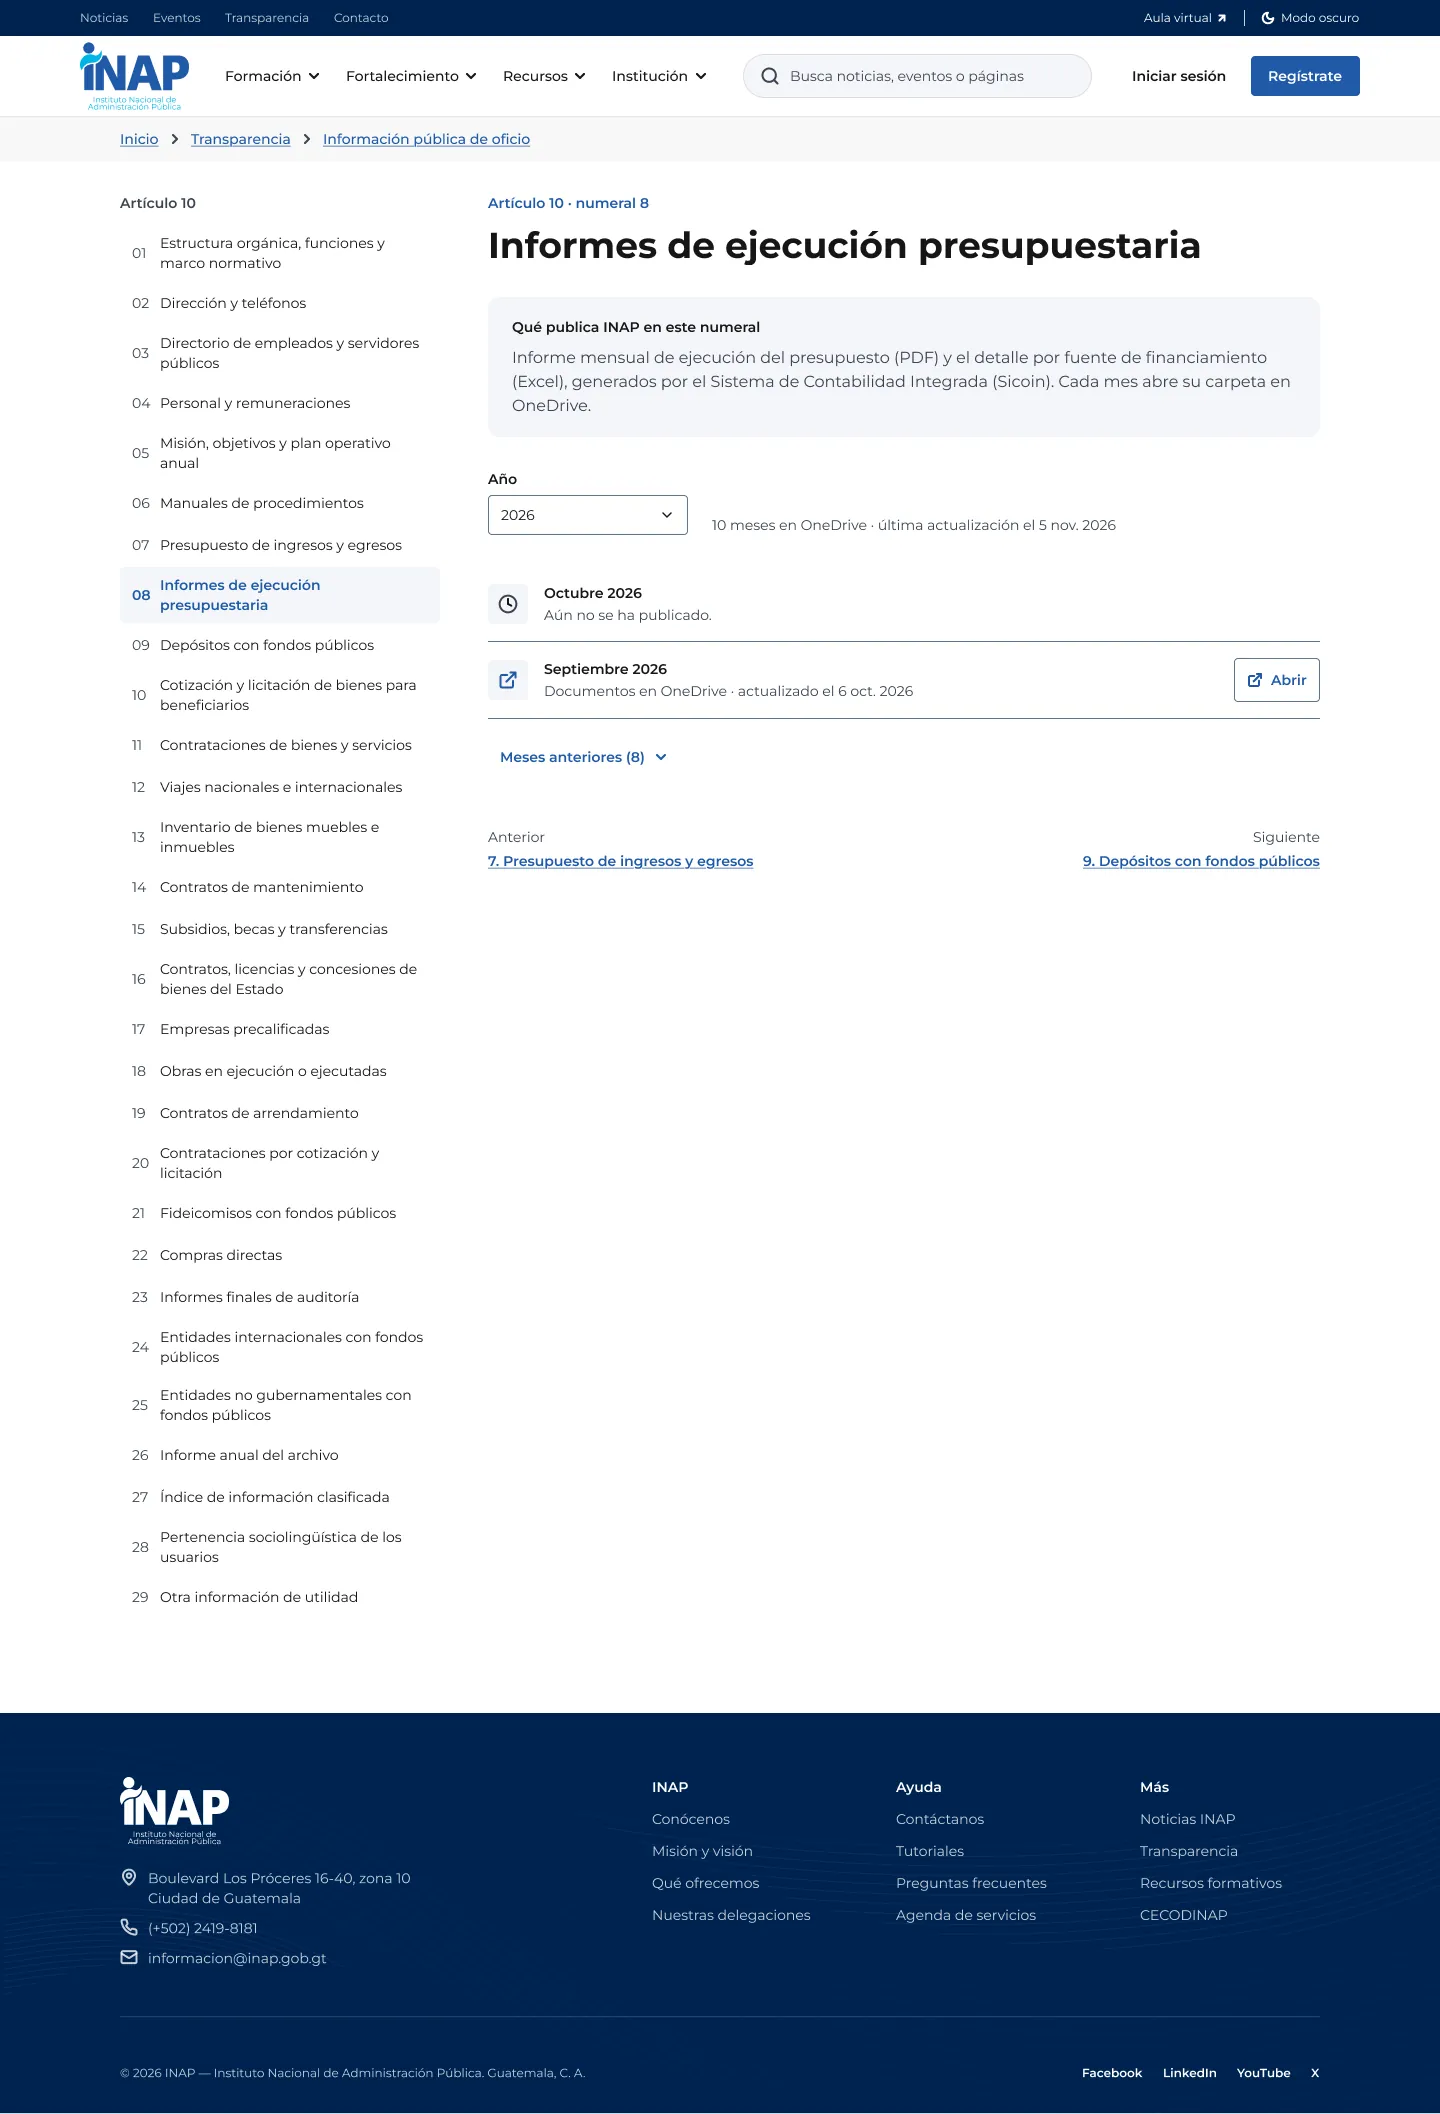 Noticias
Eventos
Transparencia
Contacto
Aula virtual
Modo oscuro
iNAP
Instituto Nacional de
Administración Pública
Formación
Fortalecimiento
Recursos
Institución
Busca noticias, eventos o páginas
Iniciar sesión
Regístrate
Inicio
Transparencia
Información pública de oficio
Artículo 10
01 Estructura orgánica, funciones y
marco normativo
02 Dirección y teléfonos
03 Directorio de empleados y servidores
públicos
04 Personal y remuneraciones
05 Misión, objetivos y plan operativo
anual
06 Manuales de procedimientos
07 Presupuesto de ingresos y egresos
08 Informes de ejecución
presupuestaria
09 Depósitos con fondos públicos
10 Cotización y licitación de bienes para
beneficiarios
11 Contrataciones de bienes y servicios
12 Viajes nacionales e internacionales
13 Inventario de bienes muebles e
inmuebles
14 Contratos de mantenimiento
15 Subsidios, becas y transferencias
16 Contratos, licencias y concesiones de
bienes del Estado
17 Empresas precalificadas
18 Obras en ejecución o ejecutadas
19 Contratos de arrendamiento
20 Contrataciones por cotización y
licitación
21 Fideicomisos con fondos públicos
22 Compras directas
23 Informes finales de auditoría
24 Entidades internacionales con fondos
públicos
25 Entidades no gubernamentales con
fondos públicos
26 Informe anual del archivo
27 Índice de información clasificada
28 Pertenencia sociolingüística de los
usuarios
29 Otra información de utilidad
Artículo 10 · numeral 8
Informes de ejecución presupuestaria
Qué publica INAP en este numeral
Informe mensual de ejecución del presupuesto (PDF) y el detalle por fuente de financiamiento
(Excel), generados por el Sistema de Contabilidad Integrada (Sicoin). Cada mes abre su carpeta en
OneDrive.
Año
2026
10 meses en OneDrive · última actualización el 5 nov. 2026
Octubre 2026
Aún no se ha publicado.
Septiembre 2026
Documentos en OneDrive · actualizado el 6 oct. 2026
Abrir
Meses anteriores (8)
Anterior
7. Presupuesto de ingresos y egresos
Siguiente
9. Depósitos con fondos públicos
iNAP
Instituto Nacional de
Administración Pública
Boulevard Los Próceres 16-40, zona 10
Ciudad de Guatemala
(+502) 2419-8181
informacion@inap.gob.gt
INAP
Conócenos
Misión y visión
Qué ofrecemos
Nuestras delegaciones
Ayuda
Contáctanos
Tutoriales
Preguntas frecuentes
Agenda de servicios
Más
Noticias INAP
Transparencia
Recursos formativos
CECODINAP
© 2026 INAP — Instituto Nacional de Administración Pública. Guatemala, C. A.
Facebook
LinkedIn
YouTube
X